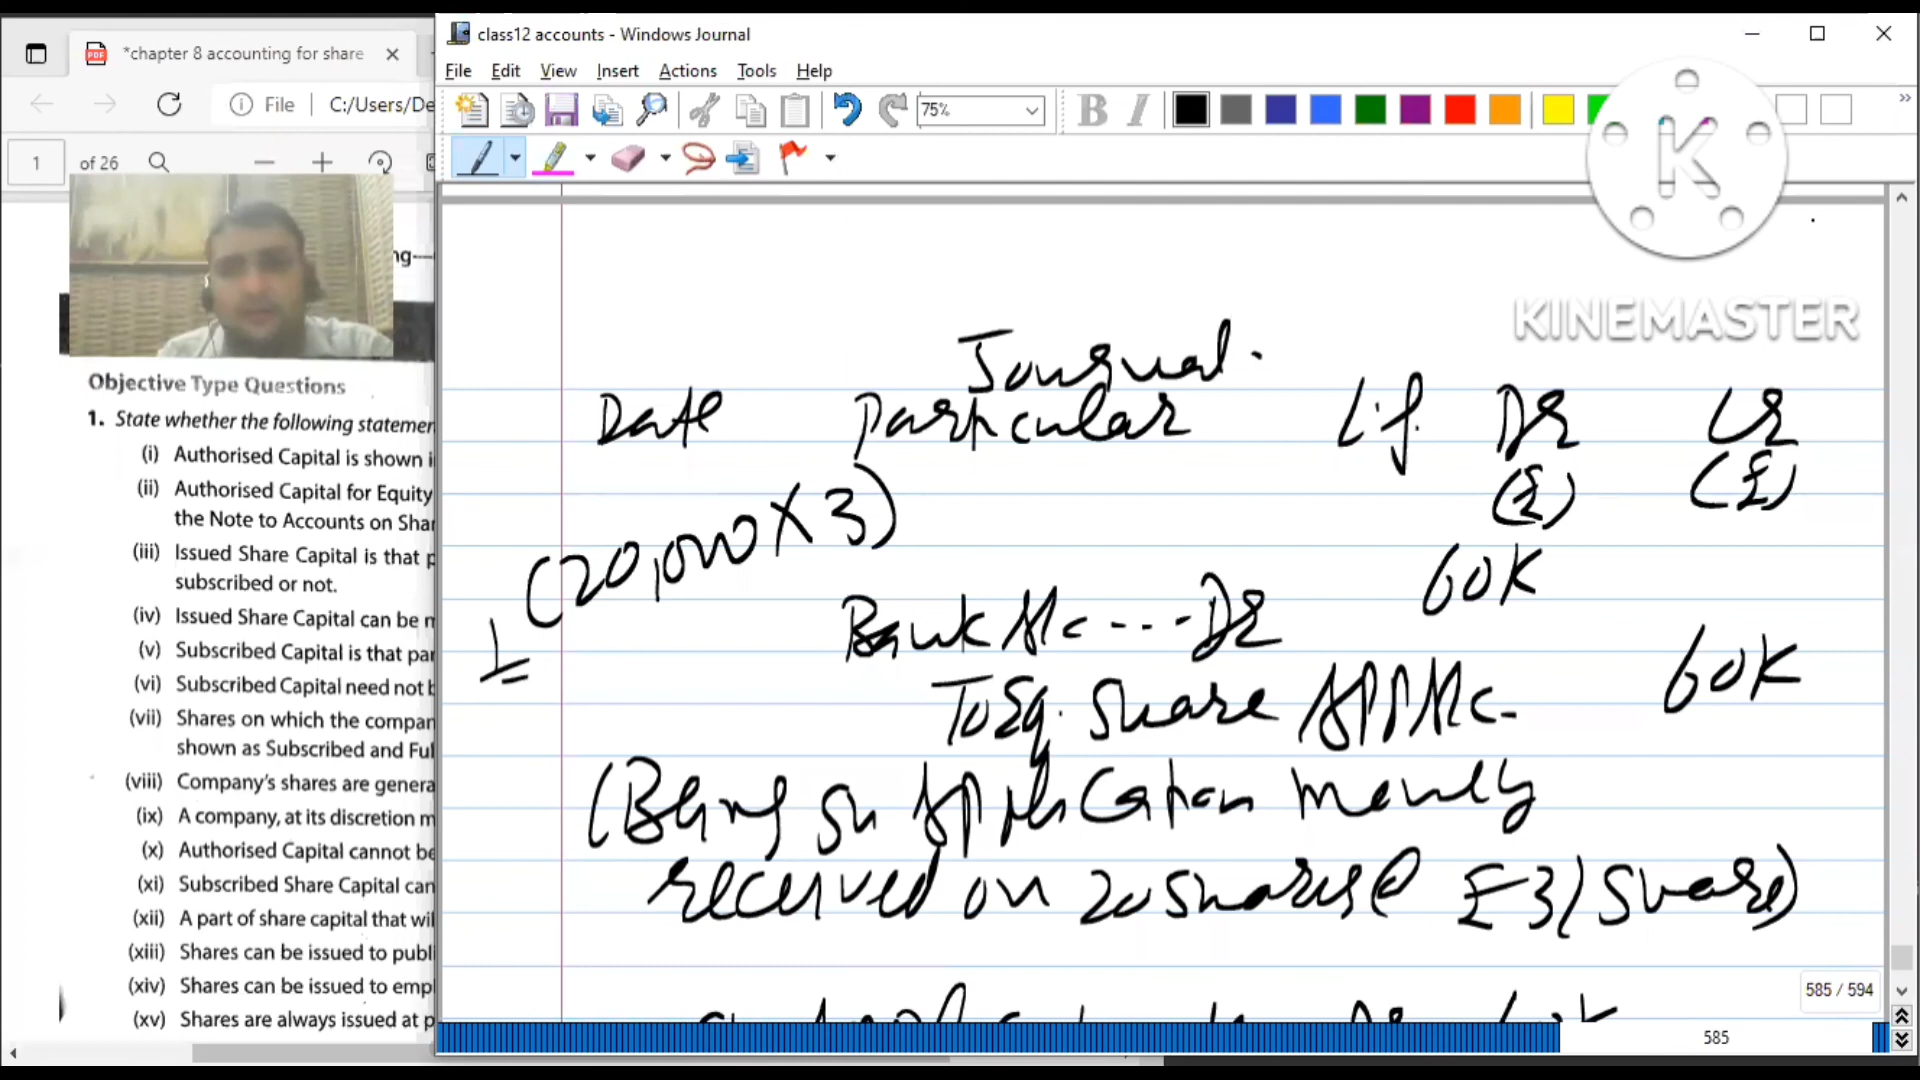 *chapter 8 accounting for share
File C:/Users/De
1 of 26
ng—
Objective Type Questions
1. State whether the following statemen
(i) Authorised Capital is shown i
(ii) Authorised Capital for Equity
the Note to Accounts on Shar
(iii) Issued Share Capital is that p
subscribed or not.
(iv) Issued Share Capital can be m
(v) Subscribed Capital is that par
(vi) Subscribed Capital need not b
(vii) Shares on which the compan
shown as Subscribed and Ful
(viii) Company's shares are genera
(ix) A company, at its discretion m
(x) Authorised Capital cannot be
(xi) Subscribed Share Capital can
(xii) A part of share capital that wil
(xiii) Shares can be issued to publi
(xiv) Shares can be issued to emp
(xv) Shares are always issued at p
class12 accounts - Windows Journal
File Edit View Insert Actions Tools Help
75% B I
K
KINEMASTER
Journal.
Date Particular L.f. DR CR
(£) (£)
(20,000 X 3)
60K
1 Bank A/c ---DR
To Eq. Share APP A/c- 60K
(Being Sh Application money
received on 20 shares @ £3/Share)
585 / 594
585